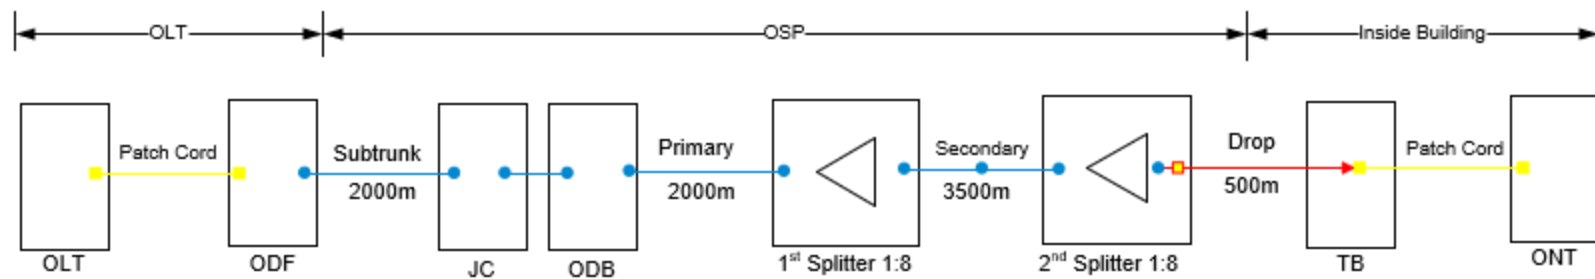 OLT
OSP
Inside Building
Patch Cord
Subtrunk
2000m
Primary
2000m
Secondary
3500m
Drop
500m
Patch Cord
OLT
ODF
JC
ODB
1st Splitter 1:8
2nd Splitter 1:8
TB
ONT